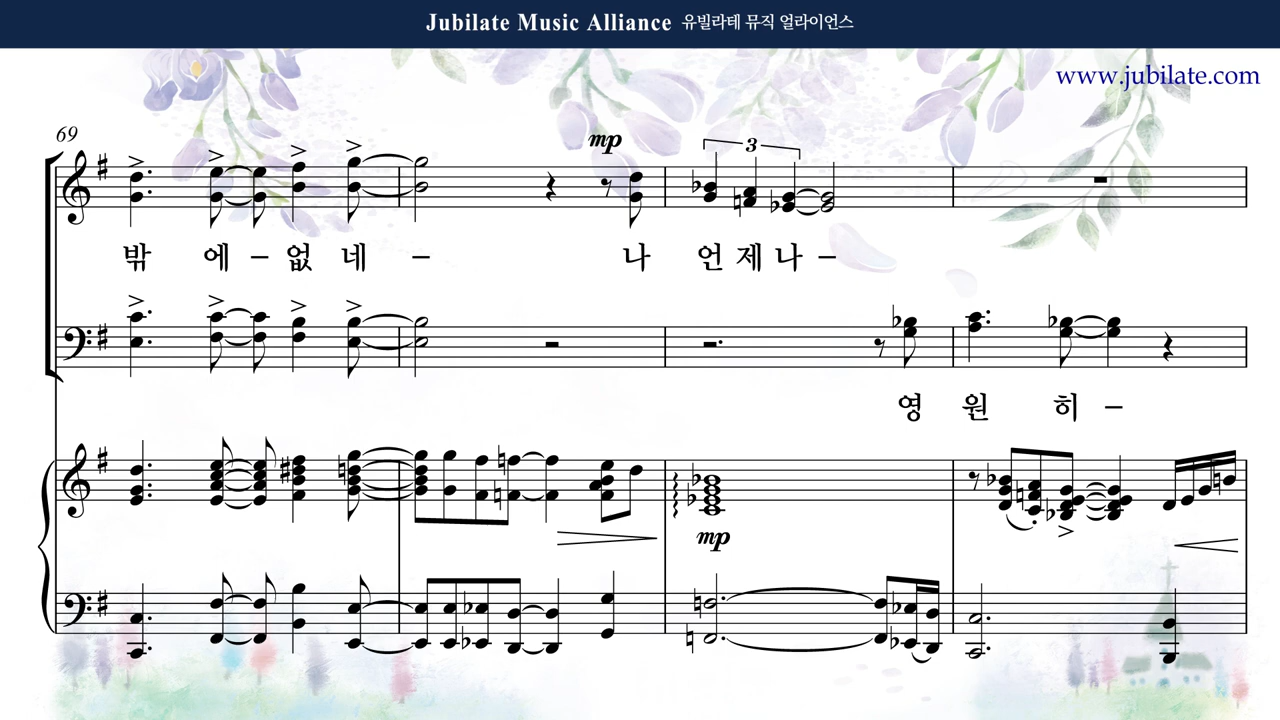 Jubilate Music Alliance 유빌라테 뮤직 얼라이언스
www.jubilate.com
69
mp
3
밖 에 – 없 네 – 나 언 제 나 –
영 원 히 –
mp